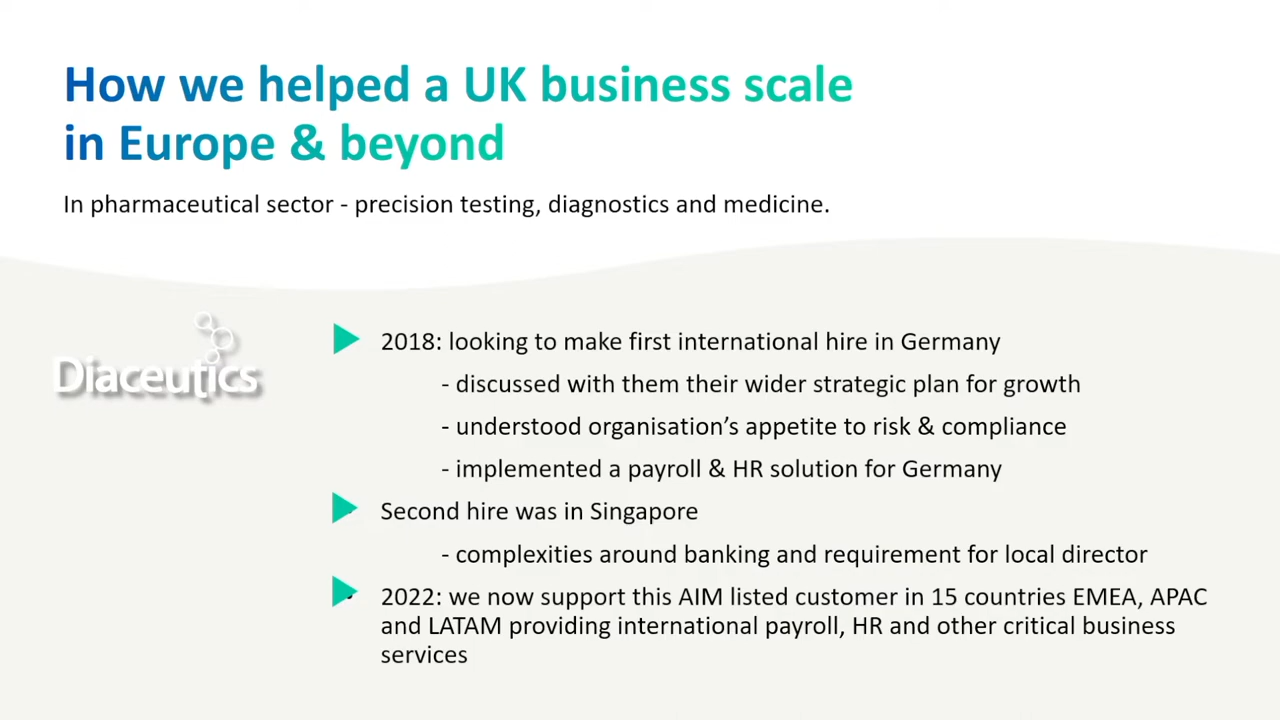 How we helped a UK business scale
in Europe & beyond
In pharmaceutical sector - precision testing, diagnostics and medicine.
Diaceutics
2018: looking to make first international hire in Germany
- discussed with them their wider strategic plan for growth
- understood organisation’s appetite to risk & compliance
- implemented a payroll & HR solution for Germany
Second hire was in Singapore
- complexities around banking and requirement for local director
2022: we now support this AIM listed customer in 15 countries EMEA, APAC
and LATAM providing international payroll, HR and other critical business
services